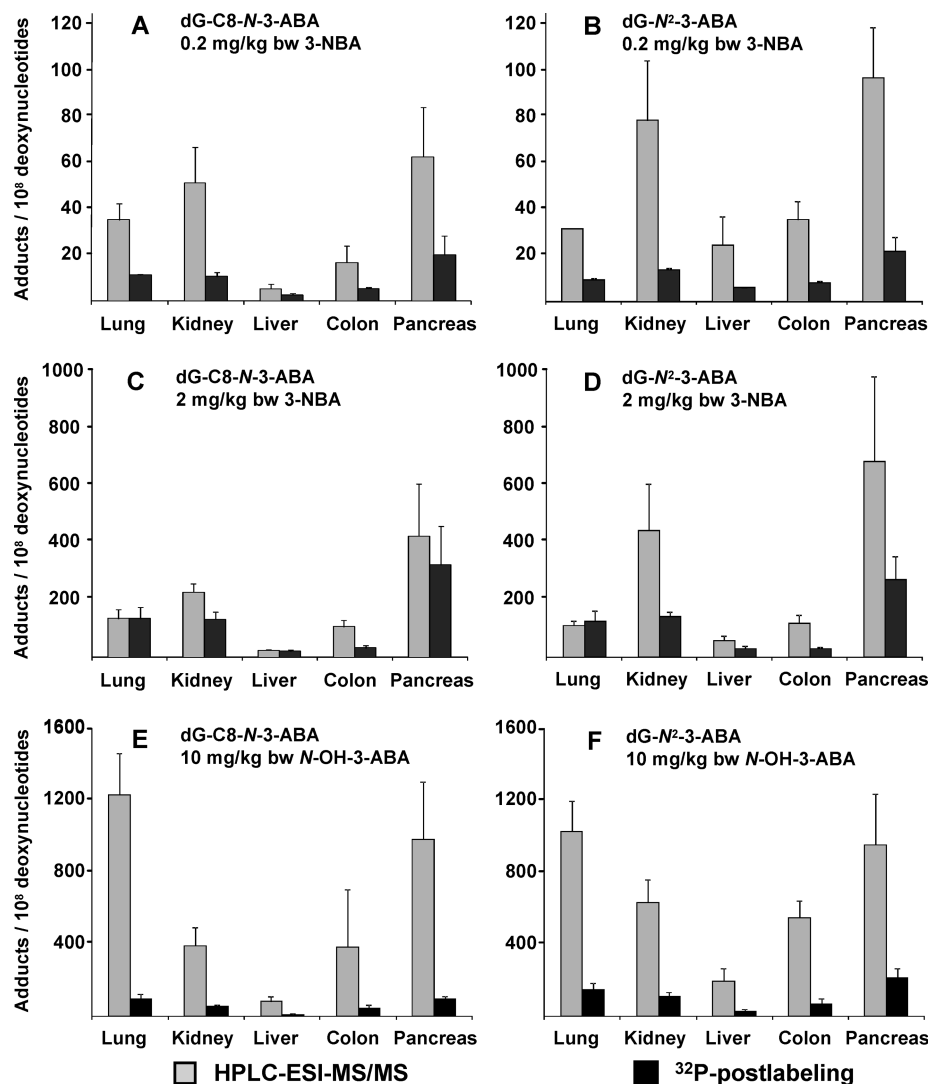 A
dG-C8-N-3-ABA
0.2 mg/kg bw 3-NBA
Adducts / 10⁸ deoxynucleotides
120
100
80
60
40
20
Lung Kidney Liver Colon Pancreas
B
dG-N²-3-ABA
0.2 mg/kg bw 3-NBA
120
100
80
60
40
20
Lung Kidney Liver Colon Pancreas
C
dG-C8-N-3-ABA
2 mg/kg bw 3-NBA
Adducts / 10⁸ deoxynucleotides
1000
800
600
400
200
Lung Kidney Liver Colon Pancreas
D
dG-N²-3-ABA
2 mg/kg bw 3-NBA
1000
800
600
400
200
Lung Kidney Liver Colon Pancreas
E
dG-C8-N-3-ABA
10 mg/kg bw N-OH-3-ABA
Adducts / 10⁸ deoxynucleotides
1600
1200
800
400
Lung Kidney Liver Colon Pancreas
F
dG-N²-3-ABA
10 mg/kg bw N-OH-3-ABA
1600
1200
800
400
Lung Kidney Liver Colon Pancreas
HPLC-ESI-MS/MS
³²P-postlabeling